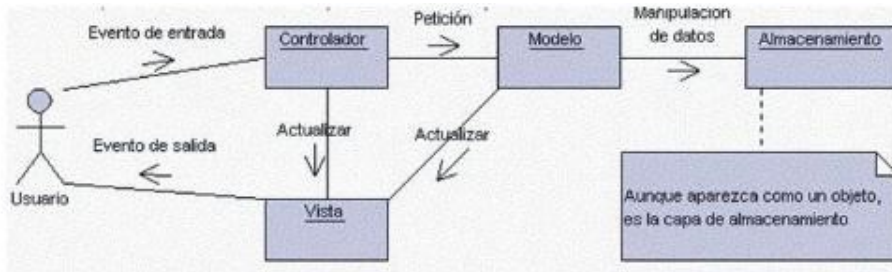 Evento de entrada
Controlador
Petición
Modelo
Manipulacion
de datos
Almacenamiento
Actualizar
Actualizar
Evento de salida
Usuario
Vista
Aunque aparezca como un objeto,
es la capa de almacenamiento